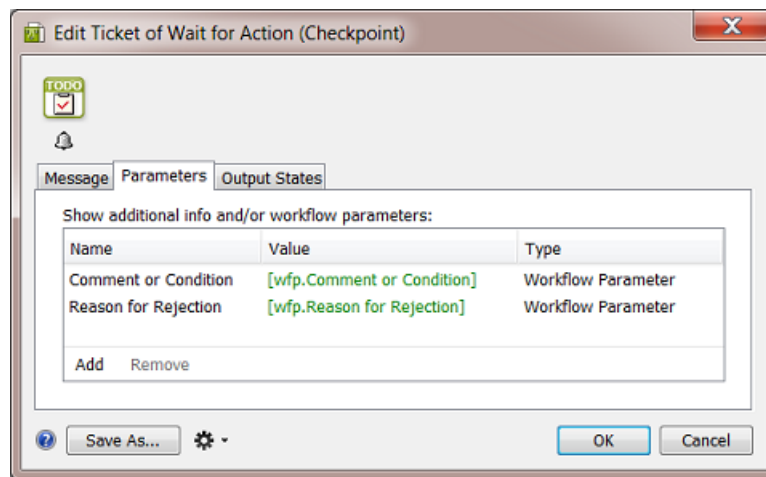 Edit Ticket of Wait for Action (Checkpoint)
TODO
Message Parameters Output States
Show additional info and/or workflow parameters:
Name Value Type
Comment or Condition [wfp.Comment or Condition] Workflow Parameter
Reason for Rejection [wfp.Reason for Rejection] Workflow Parameter
Add Remove
? Save As... OK Cancel